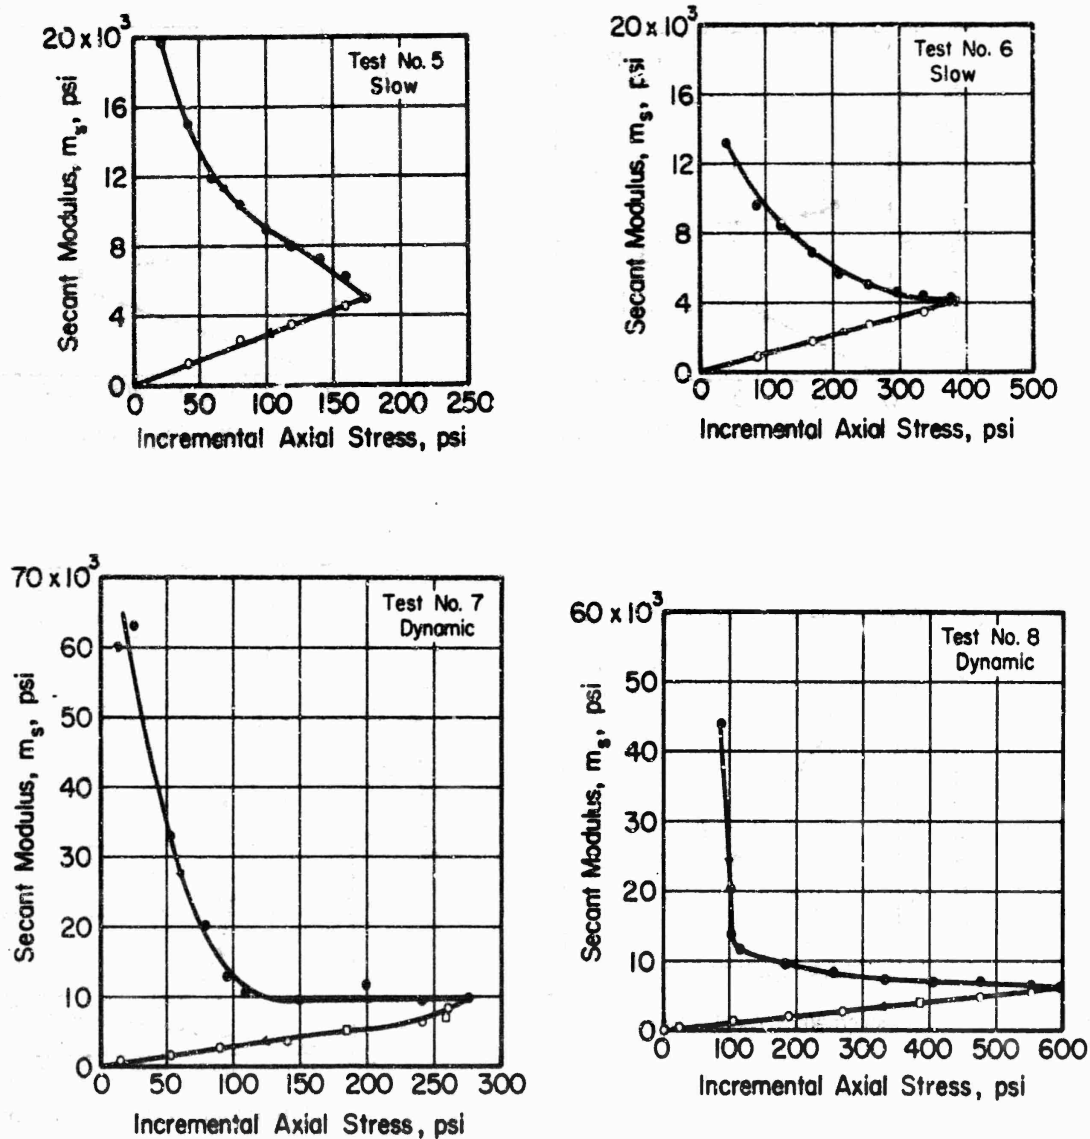 20 x 10³
Test No. 5
Slow
16
12
8
4
0
Secant Modulus, mₛ, psi
0 50 100 150 200 250
Incremental Axial Stress, psi
20 x 10³
Test No. 6
Slow
16
12
8
4
0
Secant Modulus, mₛ, psi
0 100 200 300 400 500
Incremental Axial Stress, psi
70 x 10³
Test No. 7
Dynamic
60
50
40
30
20
10
0
Secant Modulus, mₛ, psi
0 50 100 150 200 250 300
Incremental Axial Stress, psi
60 x 10³
Test No. 8
Dynamic
50
40
30
20
10
0
Secant Modulus, mₛ, psi
0 100 200 300 400 500 600
Incremental Axial Stress, psi